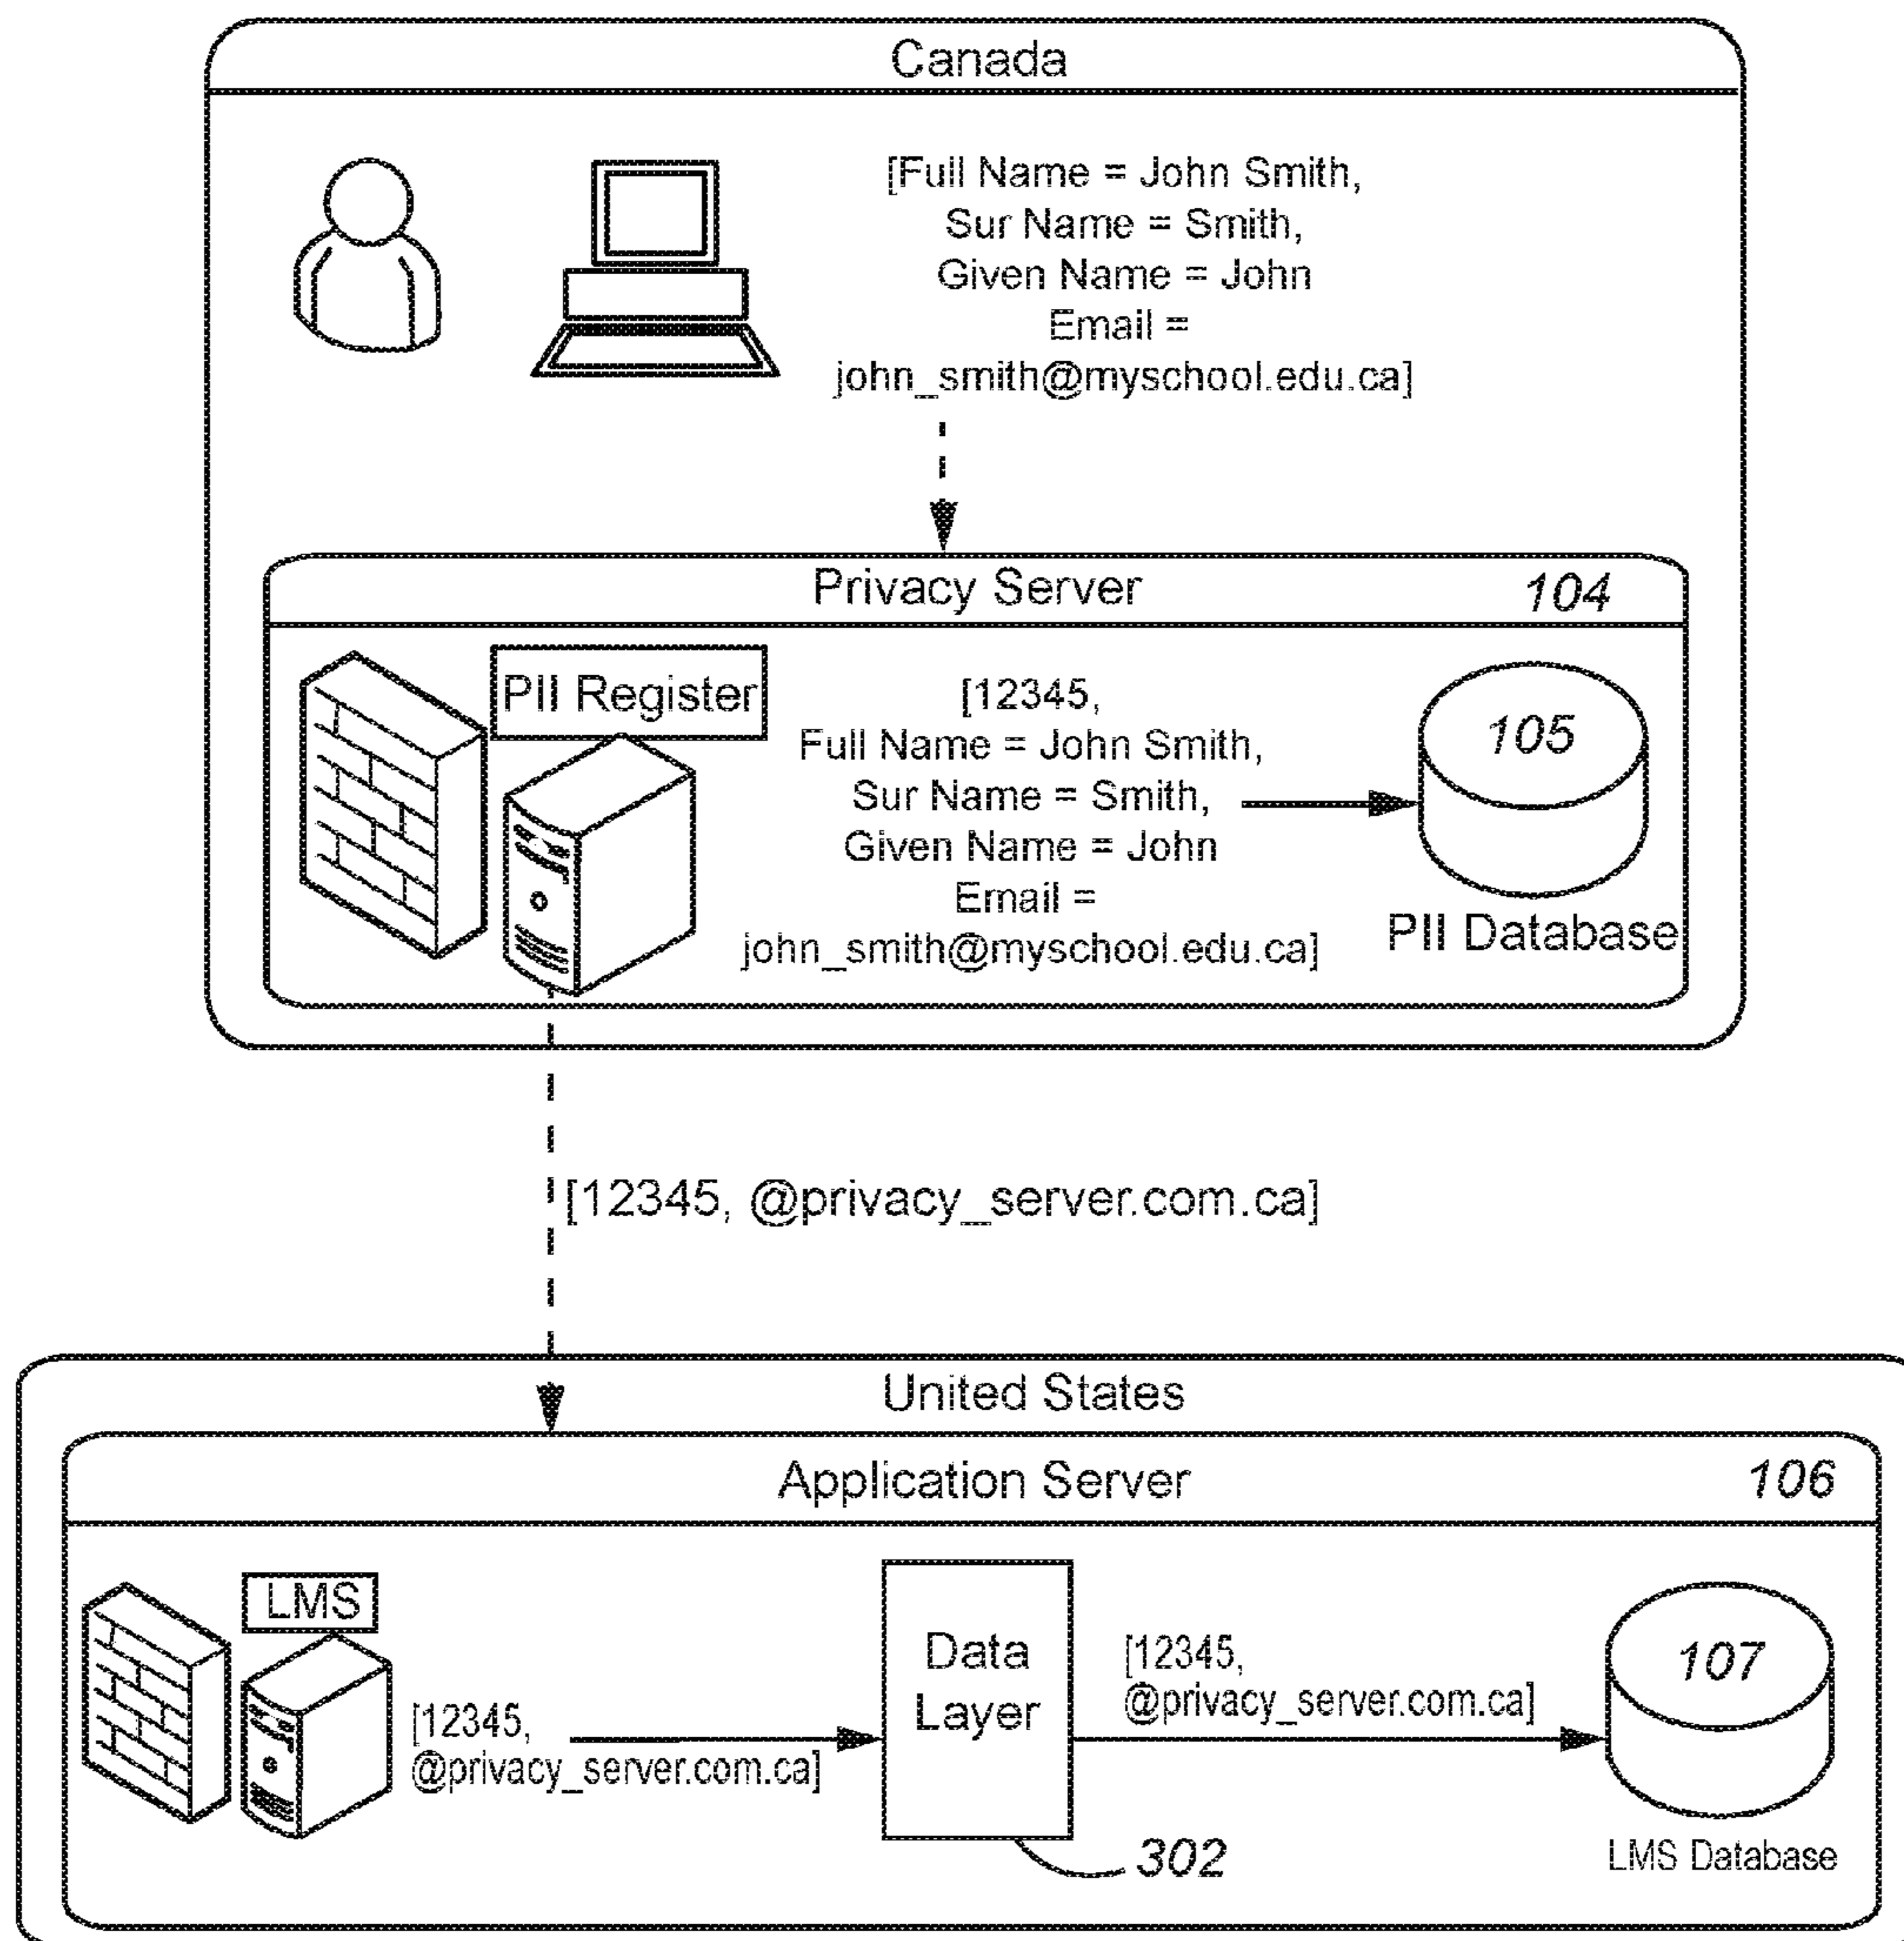 Canada
[Full Name = John Smith,
Sur Name = Smith,
Given Name = John
Email =
john_smith@myschool.edu.ca]
Privacy Server
104
PII Register
[12345,
Full Name = John Smith,
Sur Name = Smith,
Given Name = John
Email =
john_smith@myschool.edu.ca]
105
PII Database
[12345, @privacy_server.com.ca]
United States
Application Server
106
LMS
[12345,
@privacy_server.com.ca]
Data
Layer
302
[12345,
@privacy_server.com.ca]
107
LMS Database